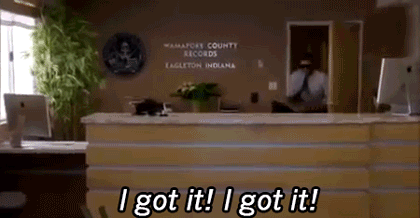 WAMAPOKE COUNTY
RECORDS
EAGLETON, INDIANA
I got it! I got it!